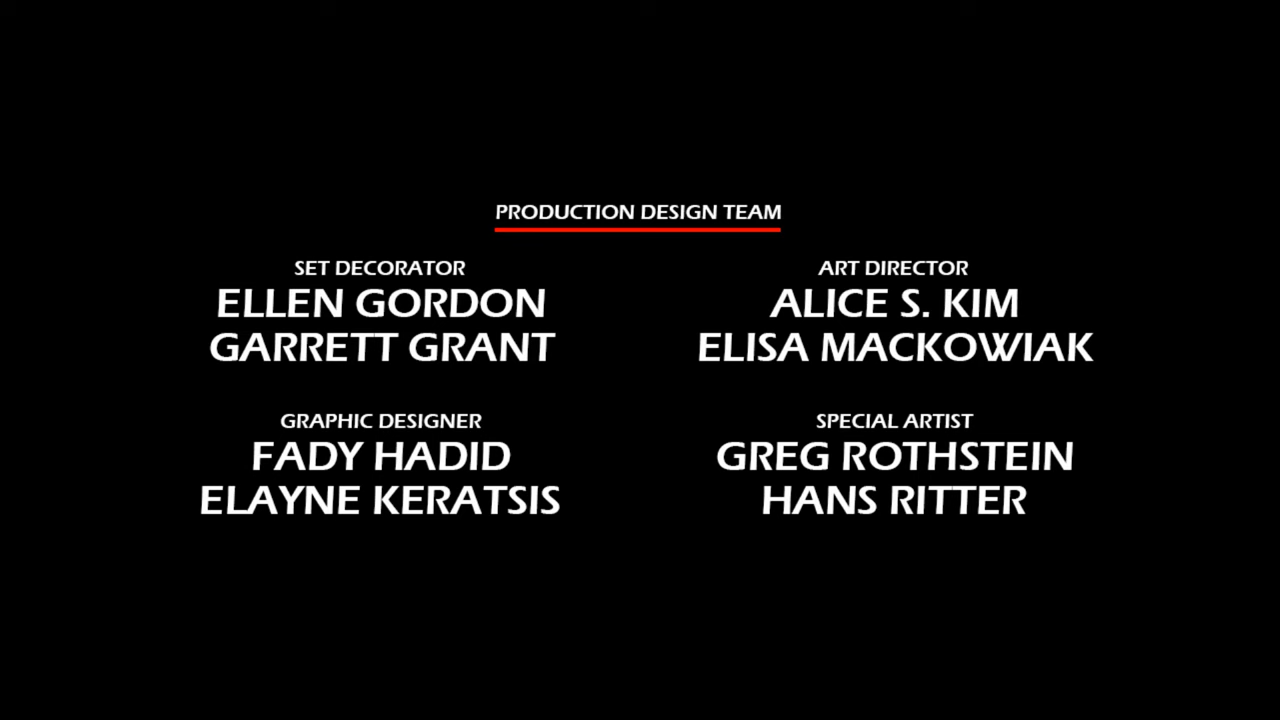 PRODUCTION DESIGN TEAM
SET DECORATOR
ELLEN GORDON
GARRETT GRANT
ART DIRECTOR
ALICE S. KIM
ELISA MACKOWIAK
GRAPHIC DESIGNER
FADY HADID
ELAYNE KERATSIS
SPECIAL ARTIST
GREG ROTHSTEIN
HANS RITTER